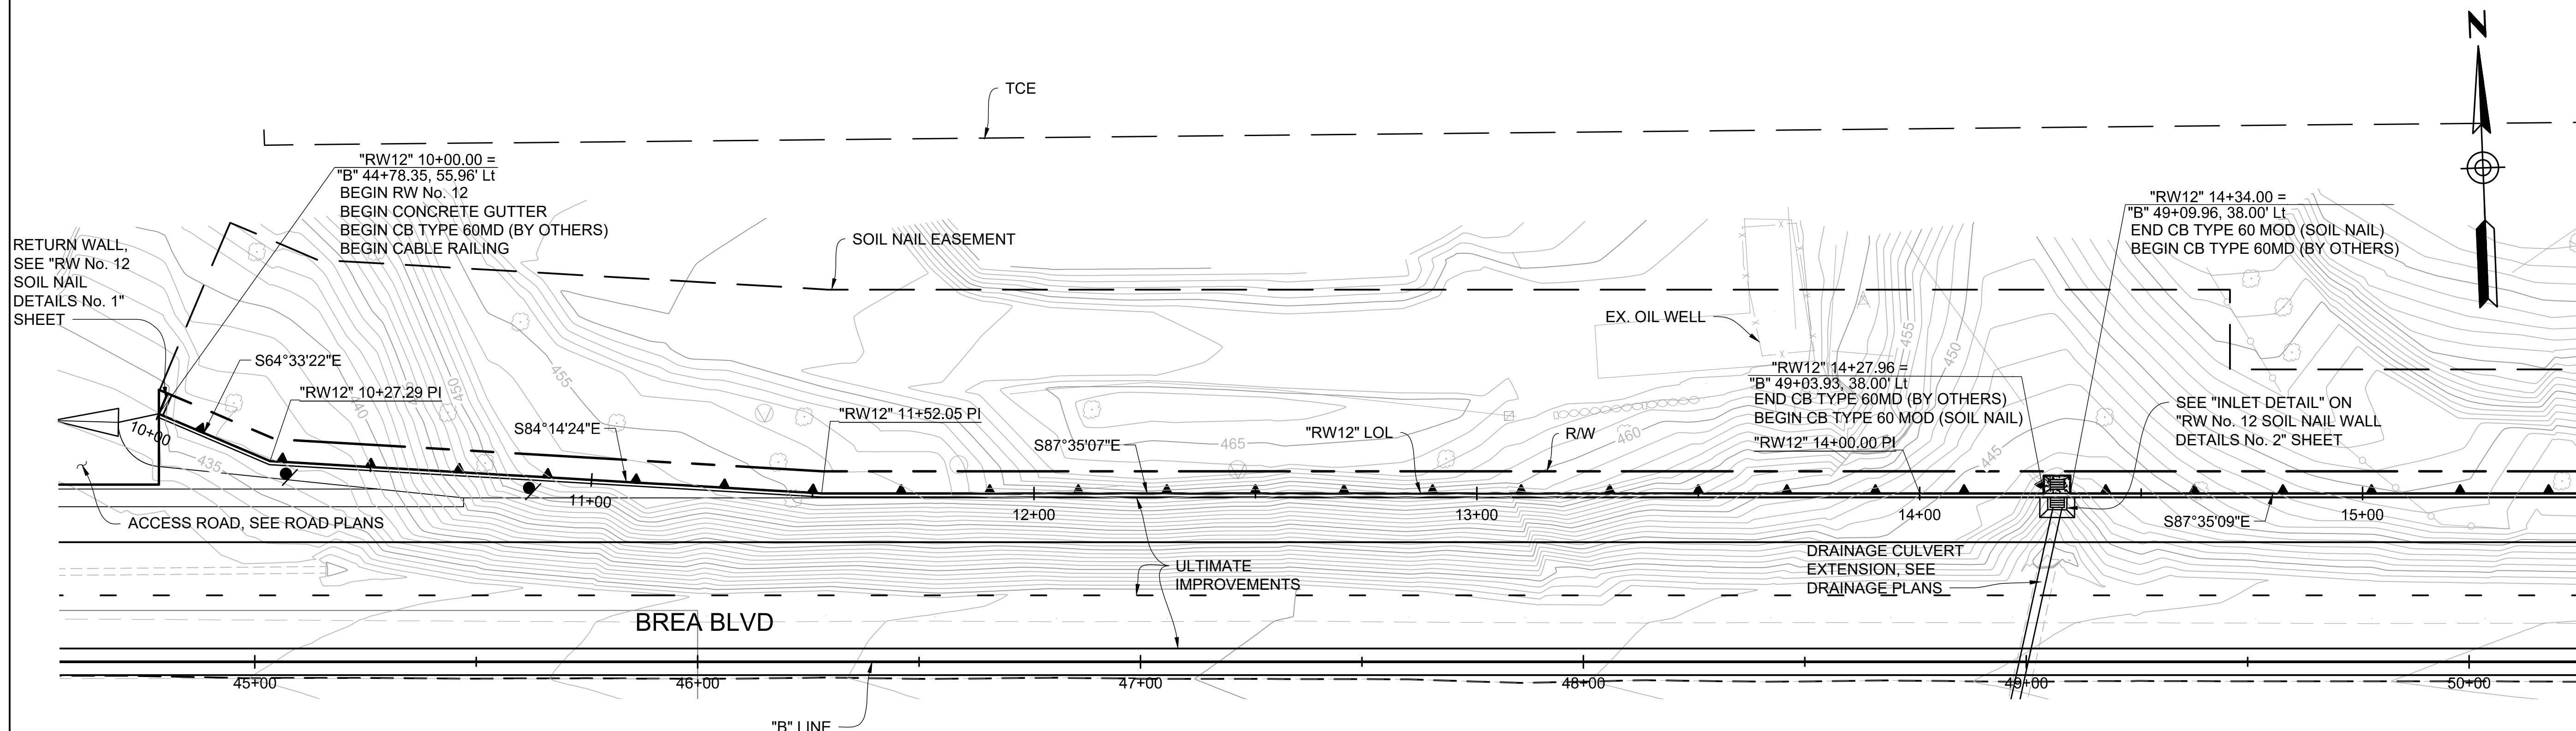 N
TCE
"RW12" 10+00.00 =
"B" 44+78.35, 55.96' Lt
BEGIN RW No. 12
BEGIN CONCRETE GUTTER
BEGIN CB TYPE 60MD (BY OTHERS)
BEGIN CABLE RAILING
RETURN WALL,
SEE "RW No. 12
SOIL NAIL
DETAILS No. 1"
SHEET
SOIL NAIL EASEMENT
"RW12" 14+34.00 =
"B" 49+09.96, 38.00' Lt
END CB TYPE 60 MOD (SOIL NAIL)
BEGIN CB TYPE 60MD (BY OTHERS)
EX. OIL WELL
455
450
S64°33'22"E
"RW12" 10+27.29 PI
440
450
455
"RW12" 14+27.96 =
"B" 49+03.93, 38.00' Lt
END CB TYPE 60MD (BY OTHERS)
BEGIN CB TYPE 60 MOD (SOIL NAIL)
"RW12" 14+00.00 PI
SEE "INLET DETAIL" ON
"RW No. 12 SOIL NAIL WALL
DETAILS No. 2" SHEET
10+00
S84°14'24"E
"RW12" 11+52.05 PI
S87°35'07"E
465
"RW12" LOL
R/W
460
445
435
11+00
12+00
13+00
14+00
S87°35'09"E
15+00
ACCESS ROAD, SEE ROAD PLANS
ULTIMATE
IMPROVEMENTS
DRAINAGE CULVERT
EXTENSION, SEE
DRAINAGE PLANS
BREA BLVD
45+00
46+00
47+00
48+00
49+00
50+00
"B" LINE